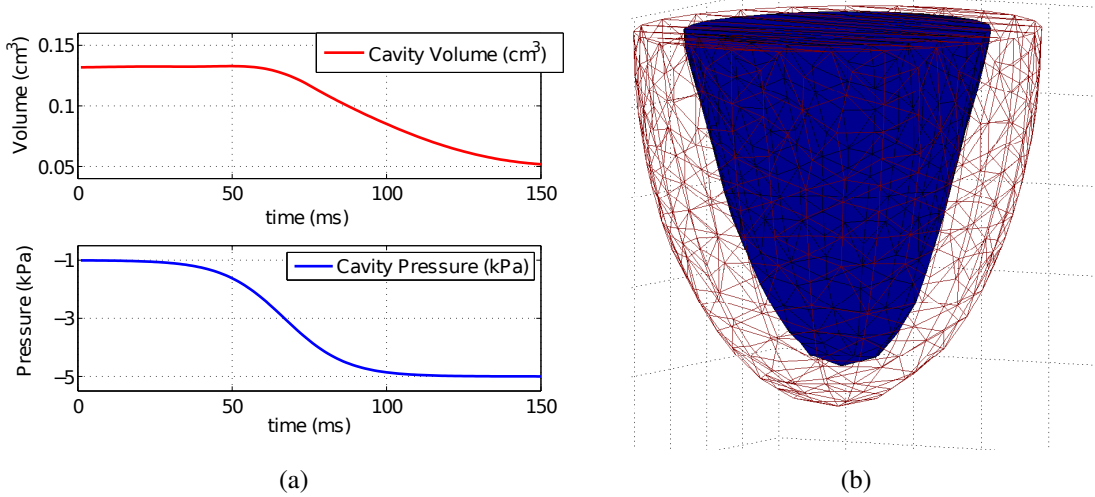 0.15
0.1
0.05
Volume (cm³)
Cavity Volume (cm³)
0 50 100 150
time (ms)
−1
−3
−5
Pressure (kPa)
Cavity Pressure (kPa)
0 50 100 150
time (ms)
(a) (b)